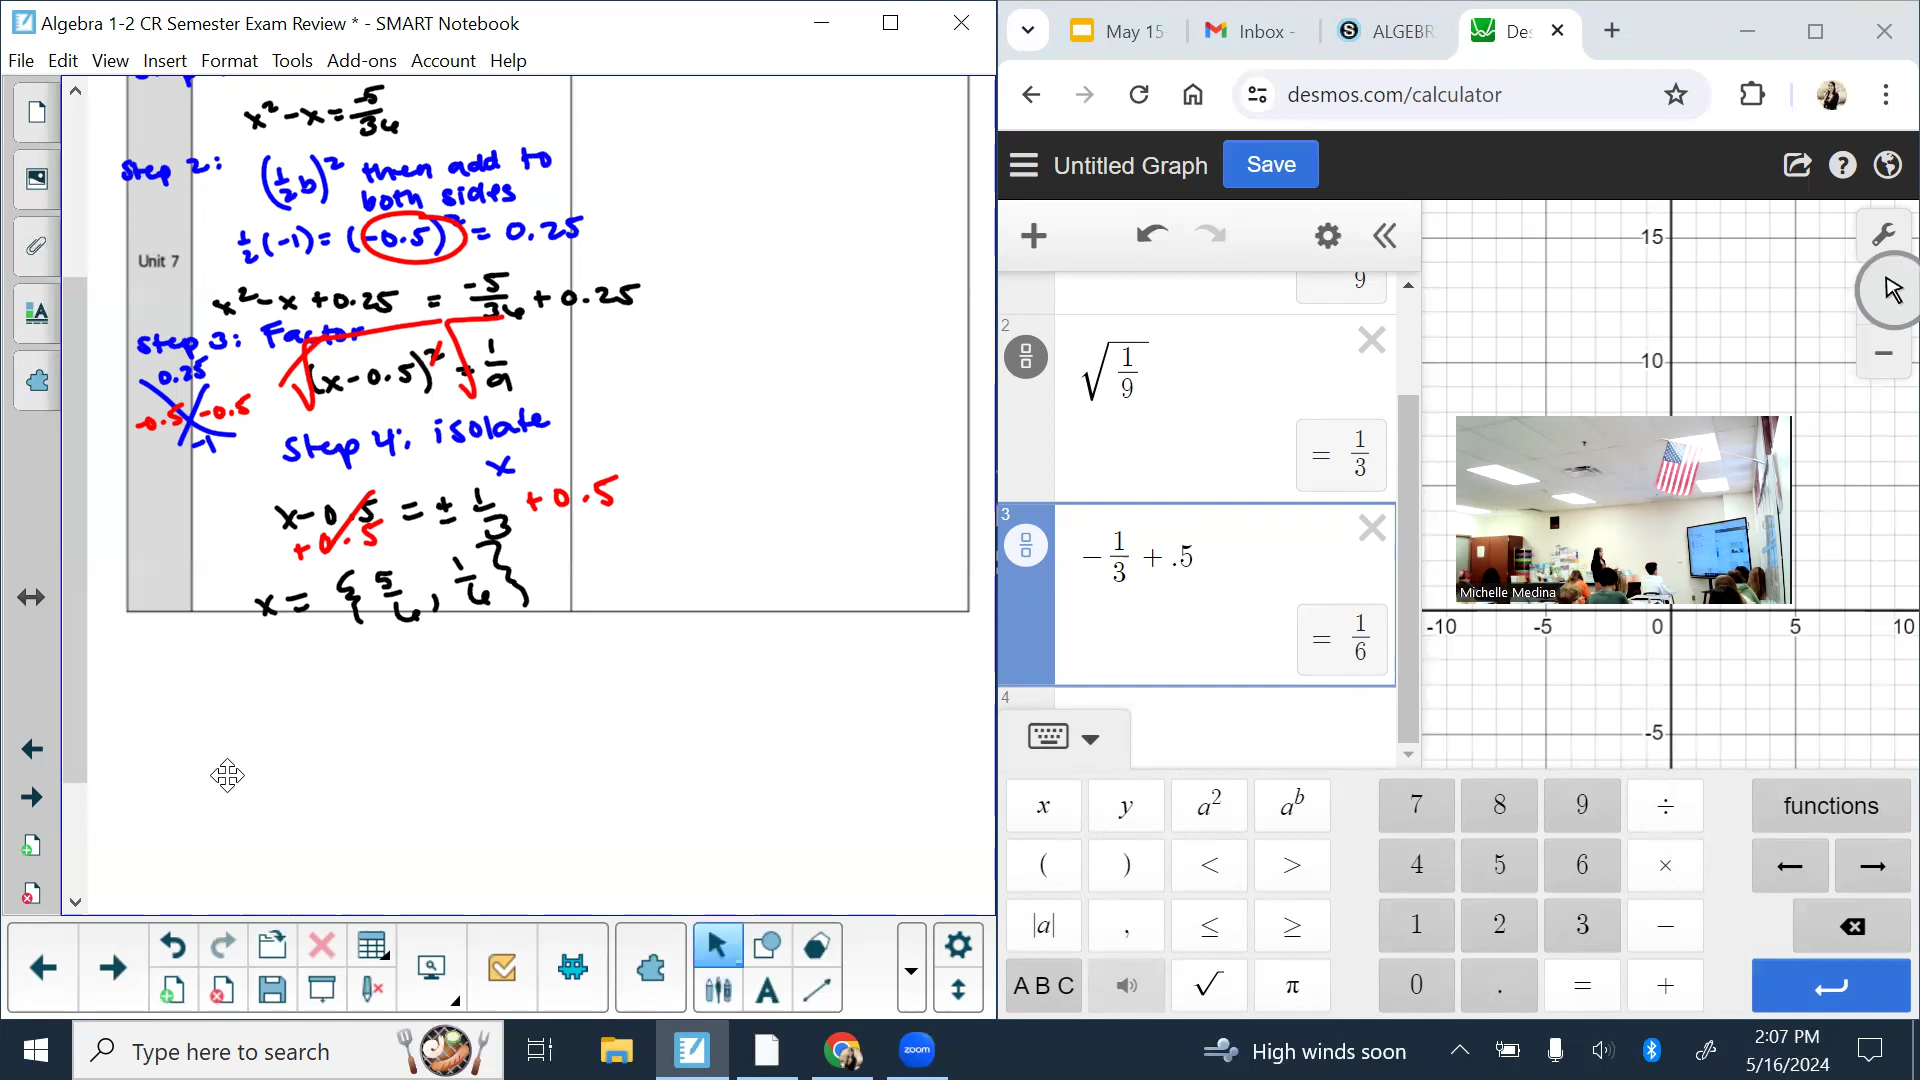 Algebra 1-2 CR Semester Exam Review * - SMART Notebook
File Edit View Insert Format Tools Add-ons Account Help
x² - x = -5/36
Step 2: (1/2 b)² then add to
both sides
1/2 (-1) = (-0.5)² = 0.25
Unit 7
x² - x + 0.25 = -5/36 + 0.25
Step 3: Factor
0.25
-0.5 -0.5
-1
√(x - 0.5)² = √1/9
Step 4: isolate
x
x - 0.5 = ± 1/3 + 0.5
+0.5
x = {5/6, 1/6}
May 15
Inbox -
ALGEBR
Des
desmos.com/calculator
Untitled Graph
Save
9
2
√1/9
= 1/3
3
-1/3 + .5
= 1/6
4
15
10
-10 -5 0 5 10
-5
Michelle Medina
x y a² a^b 7 8 9 ÷ functions
( ) < > 4 5 6 × ← →
|a| , ≤ ≥ 1 2 3 −
A B C √ π 0 . = +
Type here to search
zoom
High winds soon
2:07 PM
5/16/2024